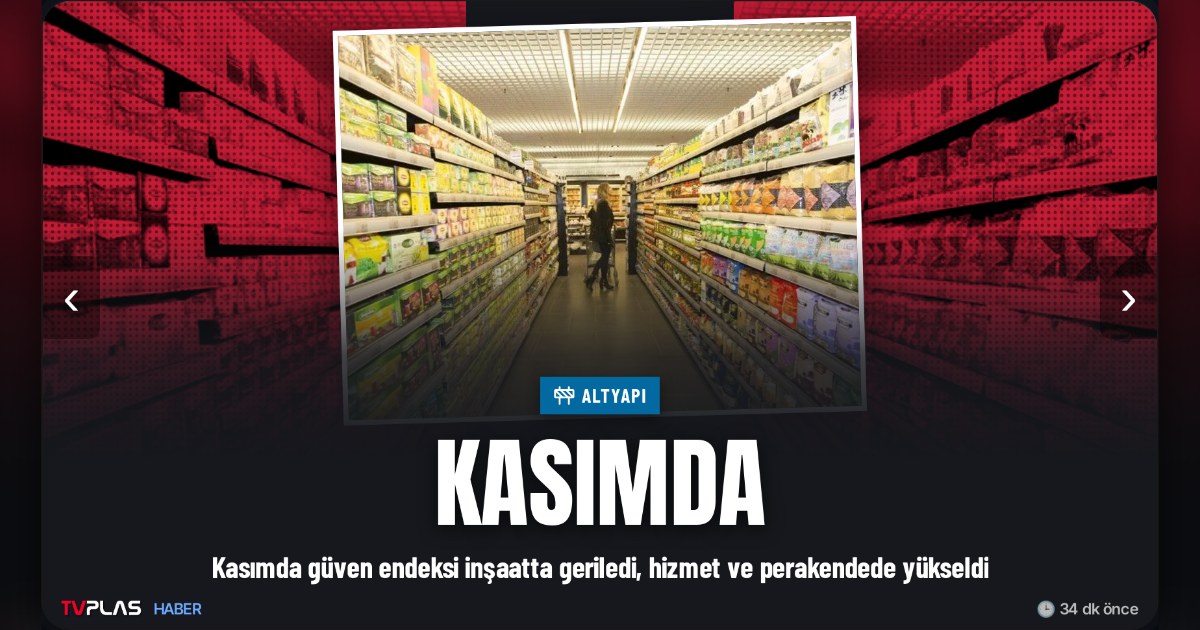 ALTYAPI
KASIMDA
Kasımda güven endeksi inşaatta geriledi, hizmet ve perakendede yükseldi
TVPLAS HABER
34 dk önce